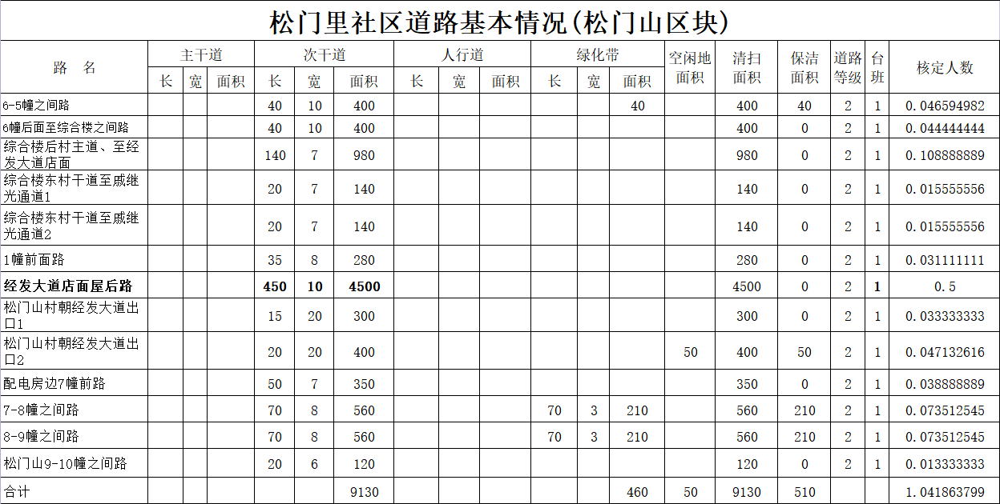 松门里社区道路基本情况(松门山区块)
路 名 主干道 次干道 人行道 绿化带 空闲地面积 清扫面积 保洁面积 道路等级 台班 核定人数
长 宽 面积 长 宽 面积 长 宽 面积 长 宽 面积
6-5幢之间路 40 10 400 40 400 40 2 1 0.046594982
6幢后面至综合楼之间路 40 10 400 400 0 2 1 0.044444444
综合楼后村主道、至经
发大道店面 140 7 980 980 0 2 1 0.108888889
综合楼东村干道至戚继
光通道1 20 7 140 140 0 2 1 0.015555556
综合楼东村干道至戚继
光通道2 20 7 140 140 0 2 1 0.015555556
1幢前面路 35 8 280 280 0 2 1 0.031111111
经发大道店面屋后路 450 10 4500 4500 0 2 1 0.5
松门山村朝经发大道出
口1 15 20 300 300 0 2 1 0.033333333
松门山村朝经发大道出
口2 20 20 400 50 400 50 2 1 0.047132616
配电房边7幢前路 50 7 350 350 0 2 1 0.038888889
7-8幢之间路 70 8 560 70 3 210 560 210 2 1 0.073512545
8-9幢之间路 70 8 560 70 3 210 560 210 2 1 0.073512545
松门山9-10幢之间路 20 6 120 120 0 2 1 0.013333333
合计 9130 460 50 9130 510 1.041863799